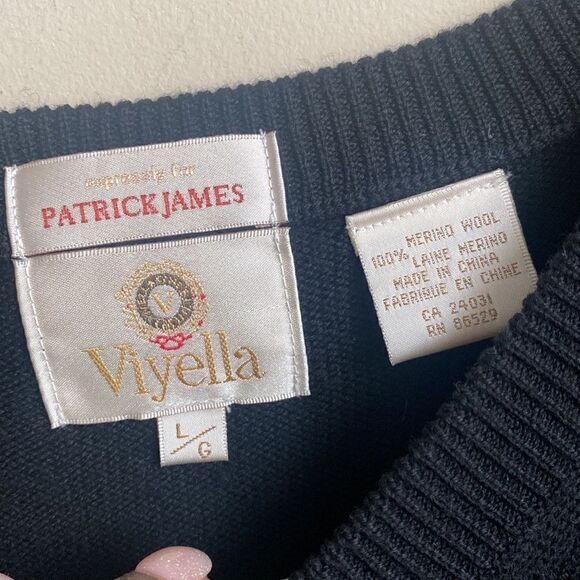 expressly for
PATRICK JAMES
V
Viyella
L/G
100% MERINO WOOL
LAINE MERINO
MADE IN CHINA
FABRIQUE EN CHINE
CA 24031
RN 86529